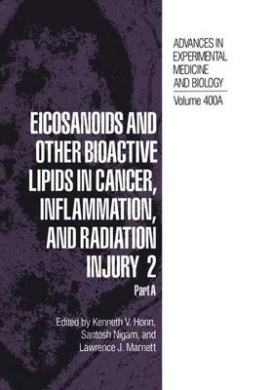 ADVANCES IN
EXPERIMENTAL
MEDICINE
AND BIOLOGY
Volume 400A
EICOSANOIDS AND
OTHER BIOACTIVE
LIPIDS IN CANCER,
INFLAMMATION,
AND RADIATION
INJURY 2
Part A
Edited by Kenneth V. Honn,
Santosh Nigam, and
Lawrence J. Marnett